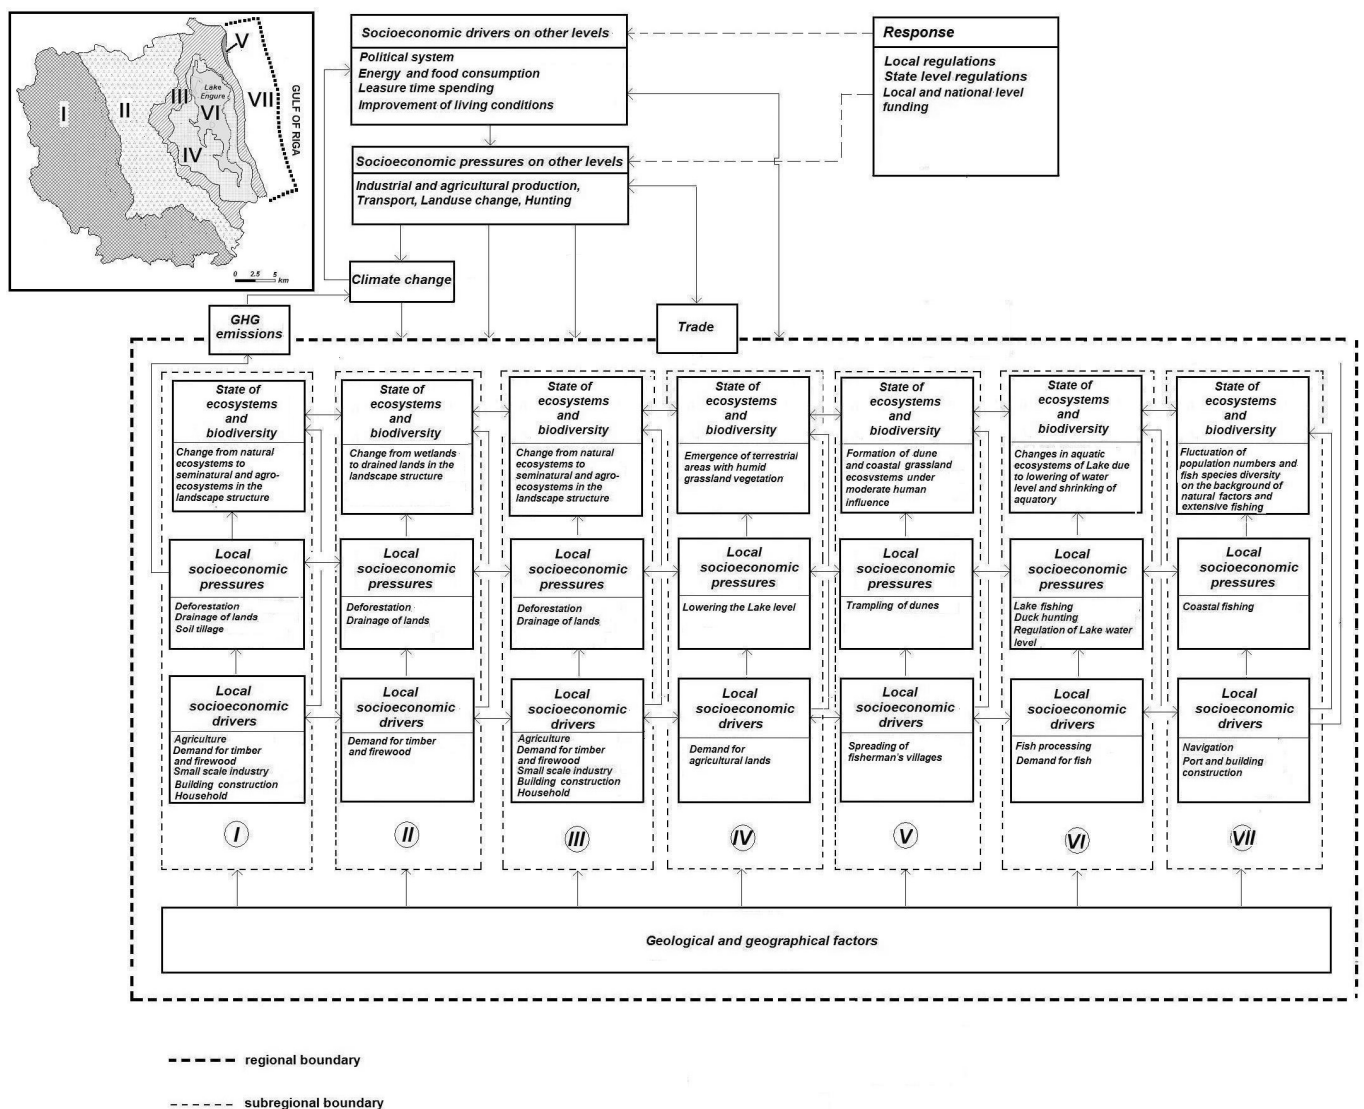 I
II
III
IV
V
VI
VII
Lake
Engure
GULF OF RIGA
0 2.5 5
km
Socioeconomic drivers on other levels
Political system
Energy and food consumption
Leasure time spending
Improvement of living conditions
Response
Local regulations
State level regulations
Local and national level
funding
Socioeconomic pressures on other levels
Industrial and agricultural production,
Transport, Landuse change, Hunting
Climate change
GHG
emissions
Trade
State of
ecosystems
and
biodiversity
Change from natural
ecosystems to
seminatural and agro-
ecosystems in the
landscape structure
Local
socioeconomic
pressures
Deforestation
Drainage of lands
Soil tillage
Local
socioeconomic
drivers
Agriculture
Demand for timber
and firewood
Small scale industry
Building construction
Household
I
State of
ecosystems
and
biodiversity
Change from wetlands
to drained lands in the
landscape structure
Local
socioeconomic
pressures
Deforestation
Drainage of lands
Local
socioeconomic
drivers
Demand for timber
and firewood
II
State of
ecosystems
and
biodiversity
Change from natural
ecosystems to
seminatural and agro-
ecosystems in the
landscape structure
Local
socioeconomic
pressures
Deforestation
Drainage of lands
Local
socioeconomic
drivers
Agriculture
Demand for timber
and firewood
Small scale industry
Building construction
Household
III
State of
ecosystems
and
biodiversity
Emergence of terrestrial
areas with humid
grassland vegetation
Local
socioeconomic
pressures
Lowering the Lake level
Local
socioeconomic
drivers
Demand for
agricultural lands
IV
State of
ecosystems
and
biodiversity
Formation of dune
and coastal grassland
ecosvstems under
moderate human
influence
Local
socioeconomic
pressures
Trampling of dunes
Local
socioeconomic
drivers
Spreading of
fisherman's villages
V
State of
ecosystems
and
biodiversity
Changes in aquatic
ecosystems of Lake due
to lowering of water
level and shrinking of
aquatory
Local
socioeconomic
pressures
Lake fishing
Duck hunting
Regulation of Lake water
level
Local
socioeconomic
drivers
Fish processing
Demand for fish
VI
State of
ecosystems
and
biodiversity
Fluctuation of
population numbers and
fish species diversity
on the background of
natural factors and
extensive fishing
Local
socioeconomic
pressures
Coastal fishing
Local
socioeconomic
drivers
Navigation
Port and building
construction
VII
Geological and geographical factors
regional boundary
subregional boundary